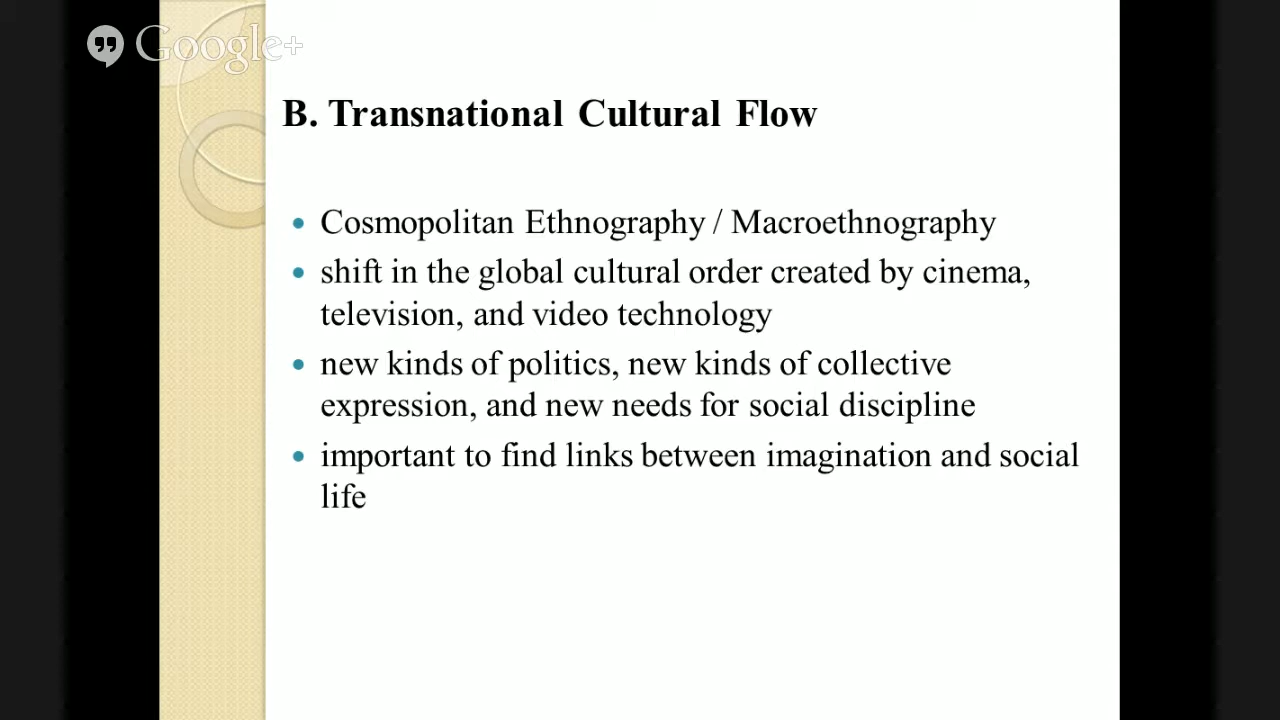 Google+
B. Transnational Cultural Flow
• Cosmopolitan Ethnography / Macroethnography
• shift in the global cultural order created by cinema,
television, and video technology
• new kinds of politics, new kinds of collective
expression, and new needs for social discipline
• important to find links between imagination and social
life